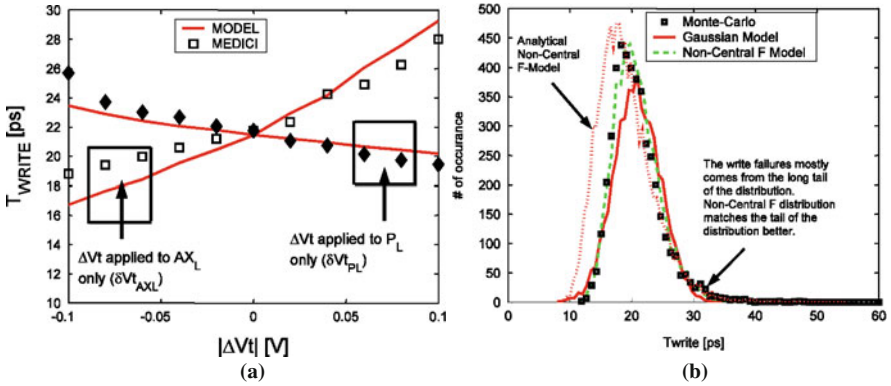 30
28
26
24
22
20
18
16
14
12
10
T_WRITE [ps]
MODEL
MEDICI
ΔVt applied to AX_L
only (δVt_AXL)
ΔVt applied to P_L
only (δVt_PL)
-0.1
-0.05
0
0.05
0.1
|ΔVt| [V]
(a)
500
450
400
350
300
250
200
150
100
50
0
# of occurance
Monte-Carlo
Gaussian Model
Non-Central F Model
Analytical
Non-Central
F-Model
The write failures mostly
comes from the long tail
of the distribution.
Non-Central F distribution
matches the tail of the
distribution better.
0
10
20
30
40
50
60
Twrite [ps]
(b)